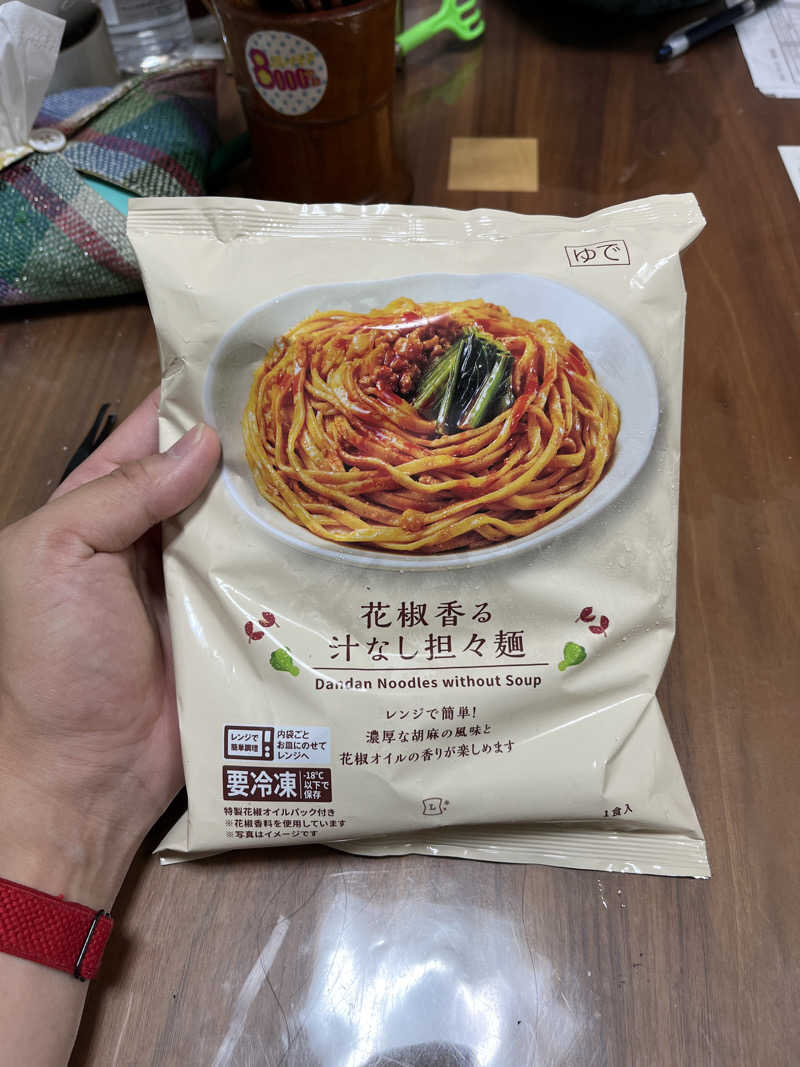 8000
ゆで
花椒香る
汁なし担々麺
Dandan Noodles without Soup
レンジで簡単!
濃厚な胡麻の風味と
花椒オイルの香りが楽しめます
レンジで
簡単調理
内袋ごと
お皿にのせて
レンジへ
要冷凍
-18℃
以下で
保存
特製花椒オイルパック付き
※花椒香料を使用しています
※写真はイメージです
L
1食入